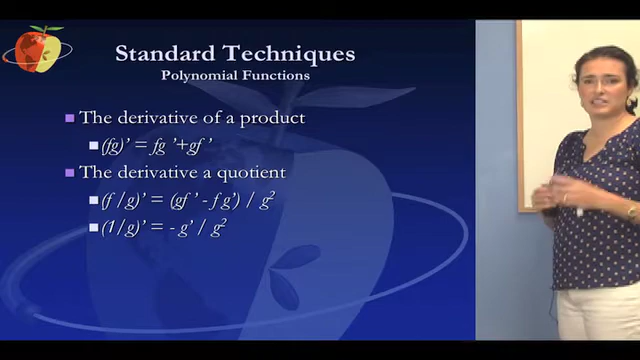 Standard Techniques
Polynomial Functions
The derivative of a product
(fg)' = fg '+gf '
The derivative a quotient
(f /g)' = (gf ' - f g') / g²
(1/g)' = - g' / g²